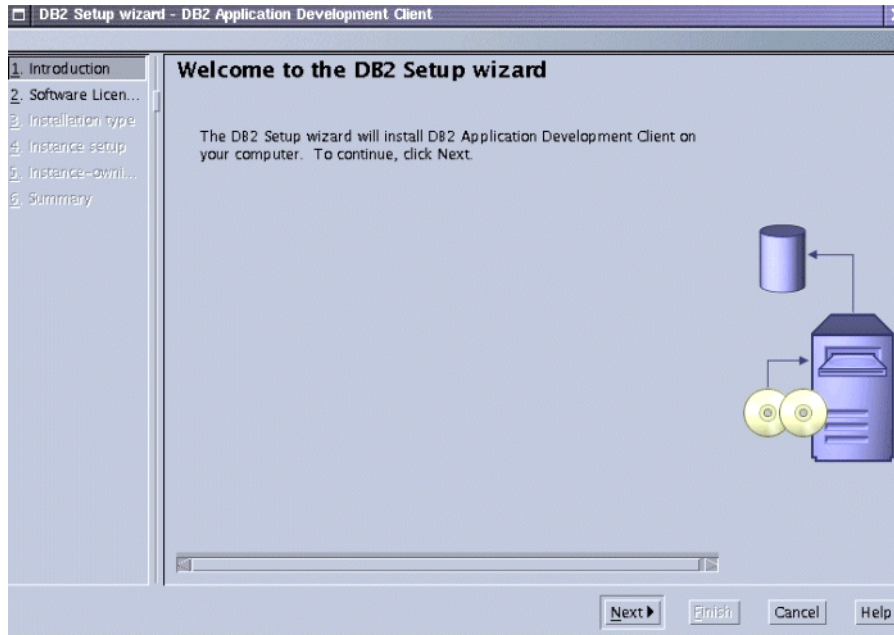 DB2 Setup wizard - DB2 Application Development Client
1. Introduction
2. Software Licen...
3. Installation type
4. Instance setup
5. Instance-owni...
6. Summary
Welcome to the DB2 Setup wizard
The DB2 Setup wizard will install DB2 Application Development Client on
your computer. To continue, click Next.
Next
Finish
Cancel
Help